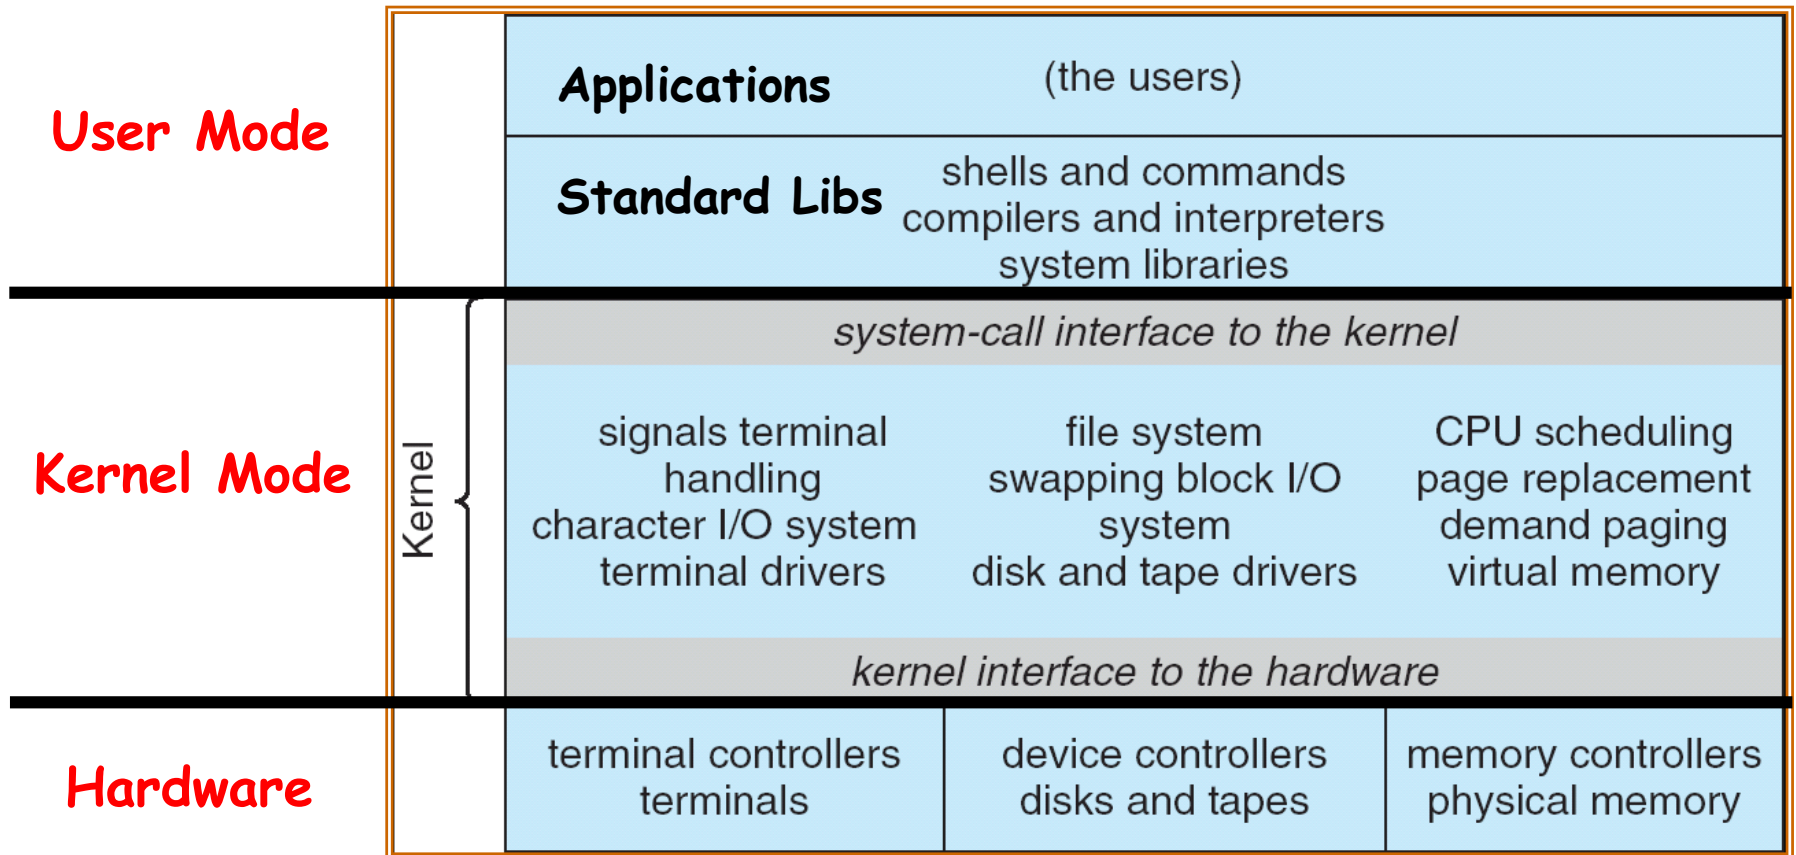 User Mode
Applications
(the users)
Standard Libs
shells and commands
compilers and interpreters
system libraries
Kernel Mode
Kernel
system-call interface to the kernel
signals terminal
handling
character I/O system
terminal drivers
file system
swapping block I/O
system
disk and tape drivers
CPU scheduling
page replacement
demand paging
virtual memory
kernel interface to the hardware
Hardware
terminal controllers
terminals
device controllers
disks and tapes
memory controllers
physical memory